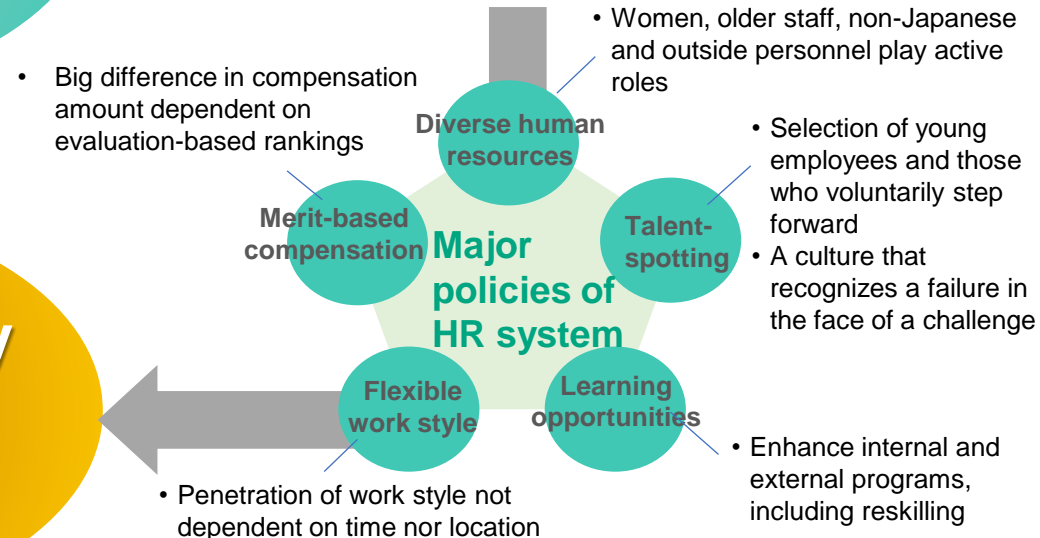 • Women, older staff, non-Japanese
and outside personnel play active
roles
• Big difference in compensation
amount dependent on
evaluation-based rankings
Diverse human
resources
• Selection of young
employees and those
who voluntarily step
forward
• A culture that
recognizes a failure in
the face of a challenge
Merit-based
compensation
Talent-
spotting
Major
policies of
HR system
Flexible
work style
Learning
opportunities
• Enhance internal and
external programs,
including reskilling
• Penetration of work style not
dependent on time nor location